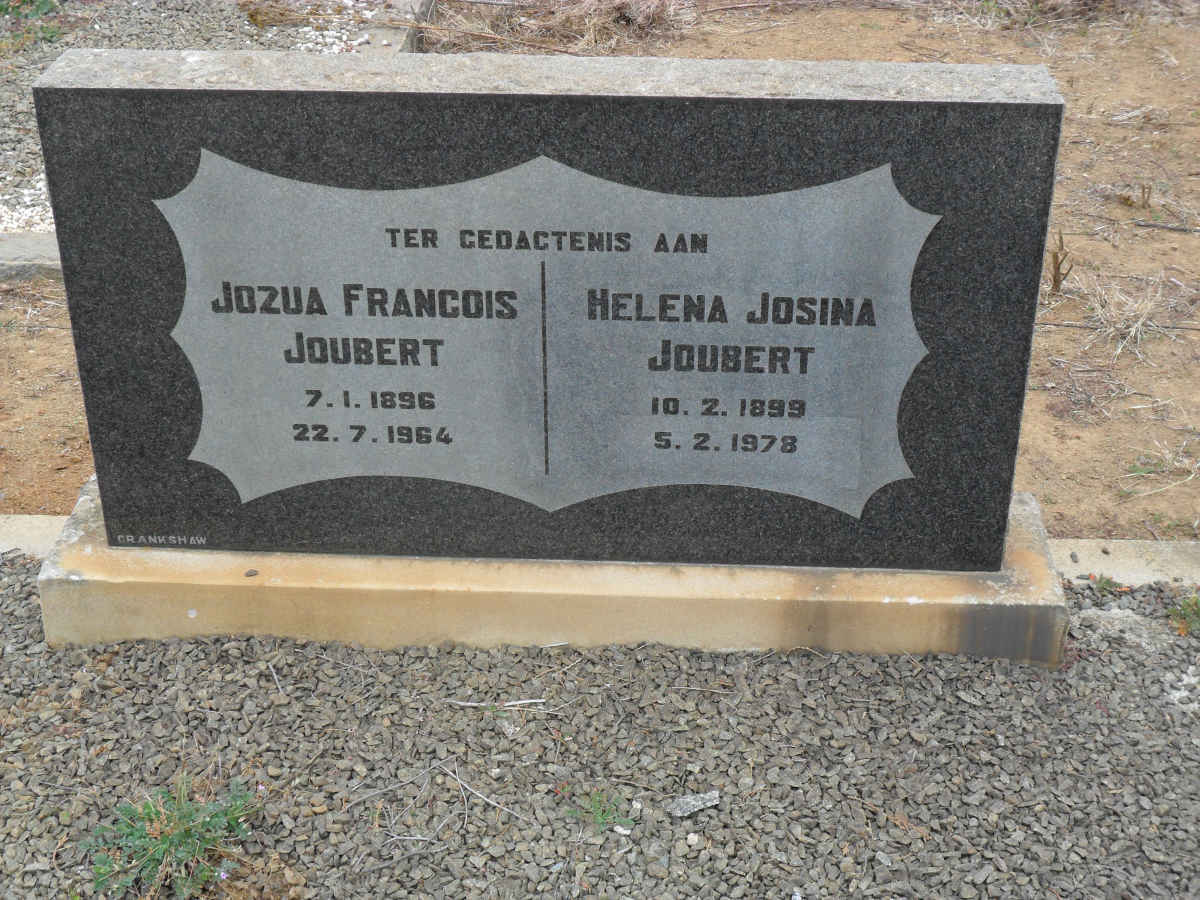 TER GEDACTENIS AAN
JOZUA FRANCOIS
JOUBERT
7.1.1896
22.7.1964
HELENA JOSINA
JOUBERT
10.2.1899
5.2.1978
CRANKSHAW